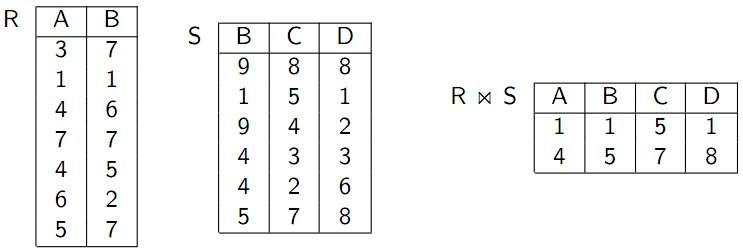 R A B
3 7
1 1
4 6
7 7
4 5
6 2
5 7
S B C D
9 8 8
1 5 1
9 4 2
4 3 3
4 2 6
5 7 8
R ⋈ S A B C D
1 1 5 1
4 5 7 8